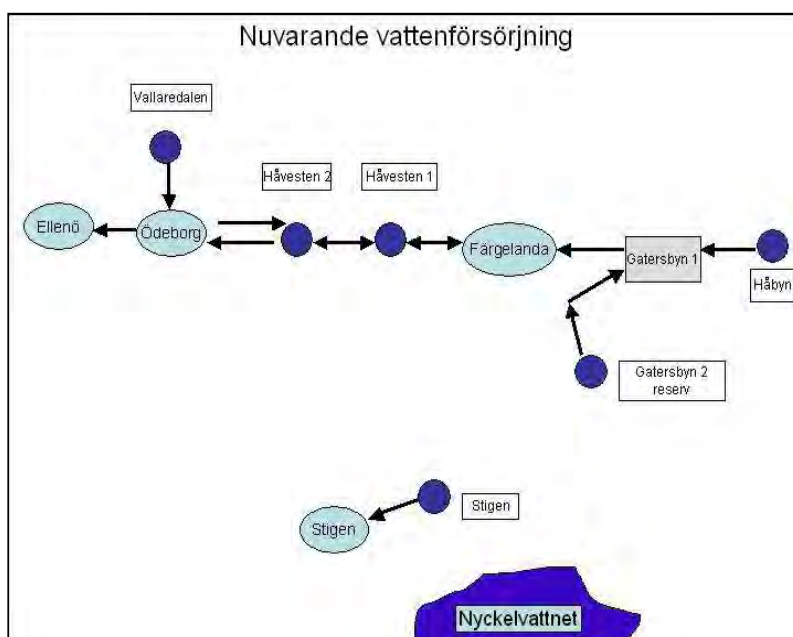 Nuvarande vattenförsörjning
Vallaredalen
Håvesten 2
Håvesten 1
Ellenö
Ödeborg
Färgelanda
Gatersbyn 1
Håbyn
Gatersbyn 2
reserv
Stigen
Stigen
Nyckelvattnet